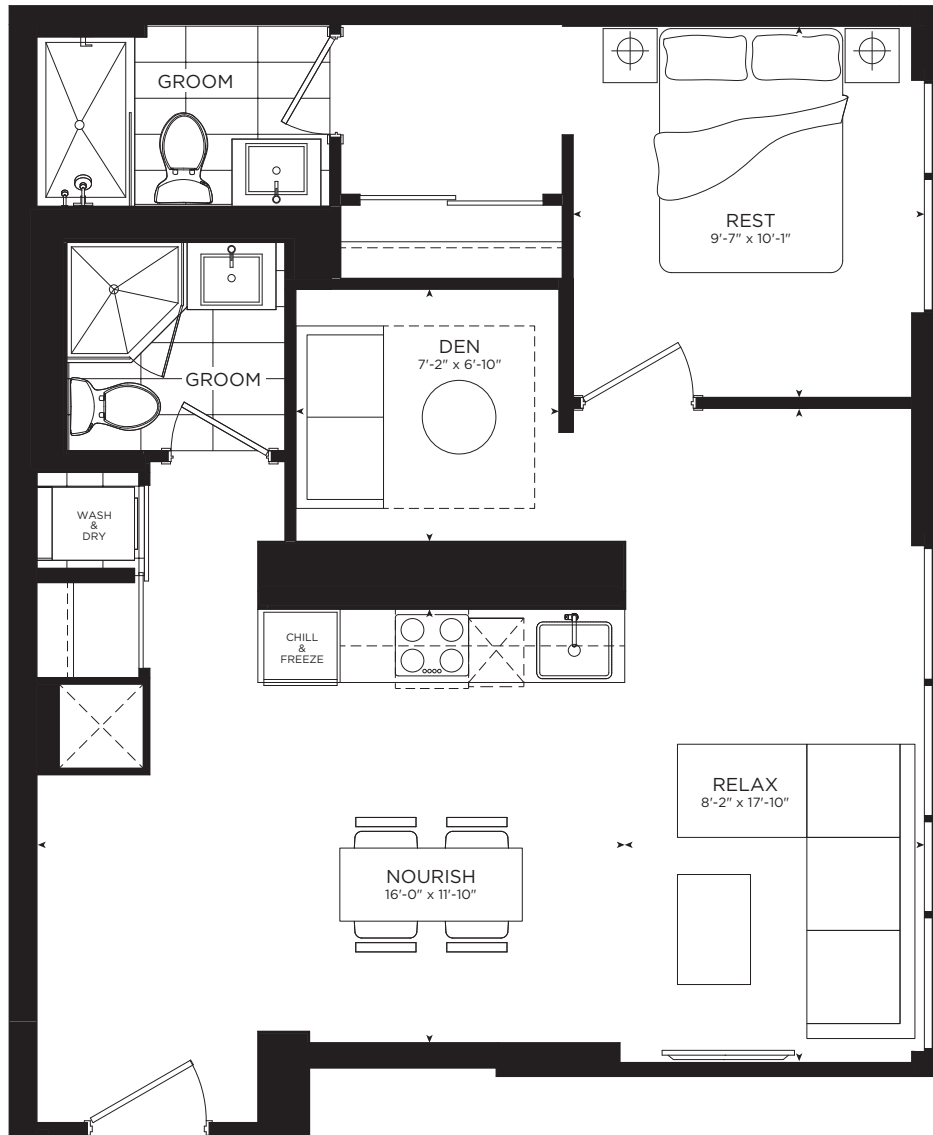 GROOM
REST
9'-7" x 10'-1"
DEN
7'-2" x 6'-10"
GROOM
WASH
&
DRY
CHILL
&
FREEZE
RELAX
8'-2" x 17'-10"
NOURISH
16'-0" x 11'-10"